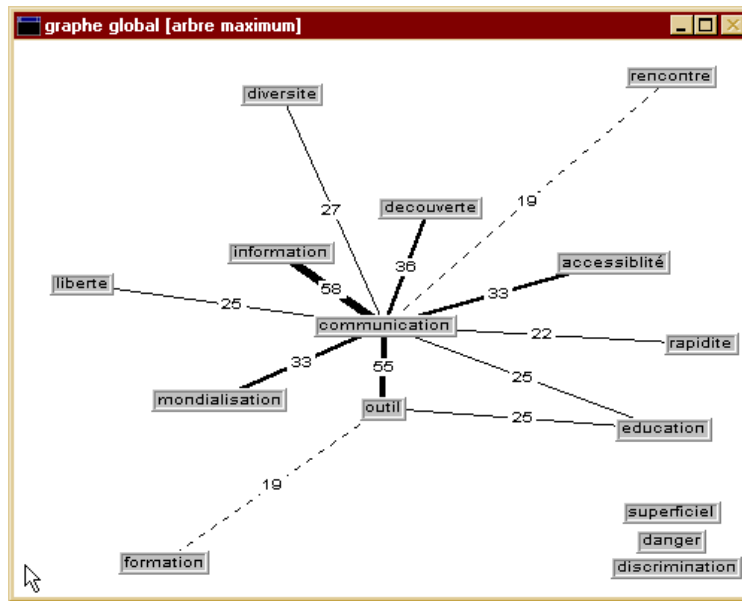 graphe global [arbre maximum]
rencontre
diversite
19
decouverte
27
information
accessiblité
36
liberte
58
33
25
communication
22
rapidite
33
55
25
mondialisation
outil
25
education
19
superficiel
danger
formation
discrimination